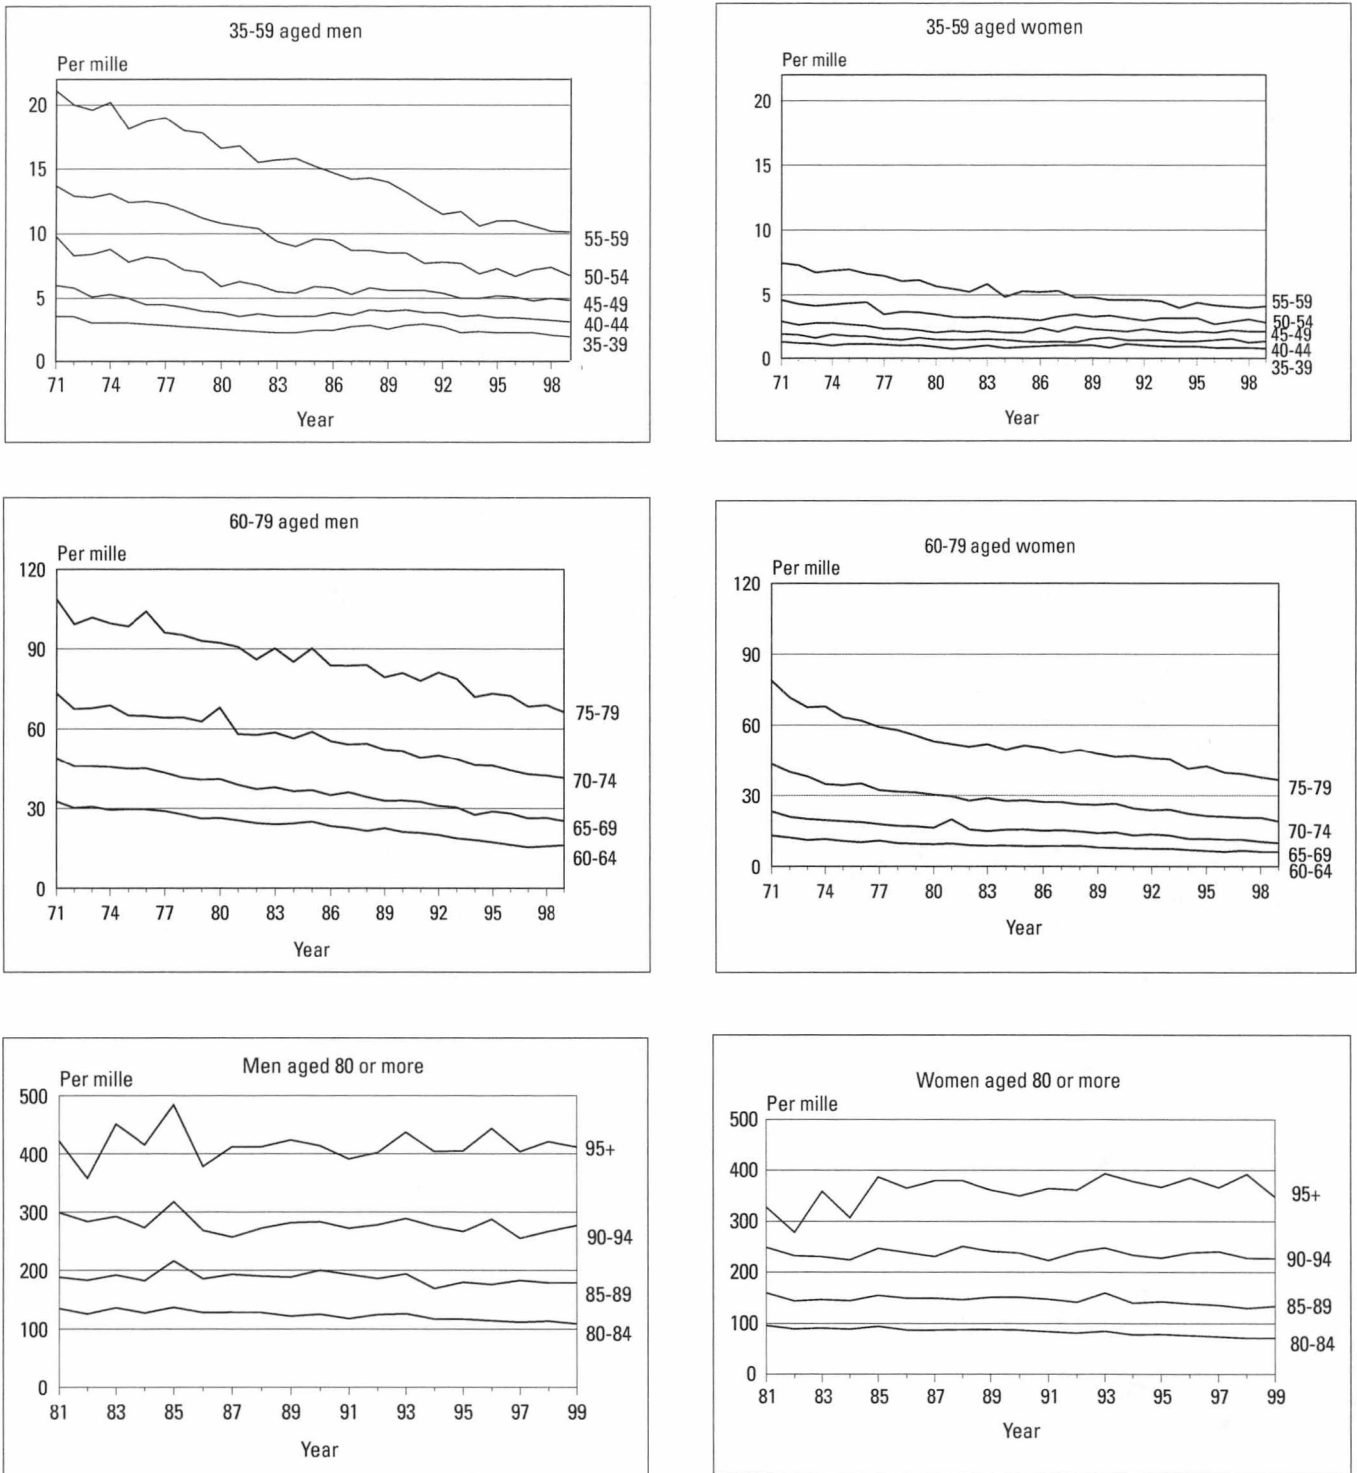 35-59 aged men
Per mille
20
15
10
5
0
71 74 77 80 83 86 89 92 95 98
Year
55-59
50-54
45-49
40-44
35-39
35-59 aged women
Per mille
20
15
10
5
0
71 74 77 80 83 86 89 92 95 98
Year
55-59
50-54
45-49
40-44
35-39
60-79 aged men
Per mille
120
90
60
30
0
71 74 77 80 83 86 89 92 95 98
Year
75-79
70-74
65-69
60-64
60-79 aged women
Per mille
120
90
60
30
0
71 74 77 80 83 86 89 92 95 98
Year
75-79
70-74
65-69
60-64
Men aged 80 or more
Per mille
500
400
300
200
100
0
81 83 85 87 89 91 93 95 97 99
Year
95+
90-94
85-89
80-84
Women aged 80 or more
Per mille
500
400
300
200
100
0
81 83 85 87 89 91 93 95 97 99
Year
95+
90-94
85-89
80-84